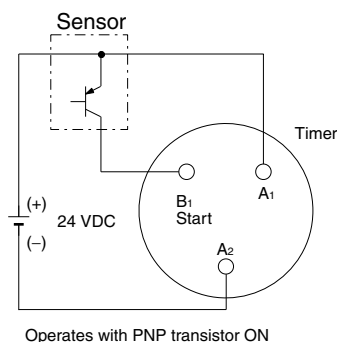 Sensor
Timer
B1
Start
A1
(+)
24 VDC
(−)
A2
Operates with PNP transistor ON